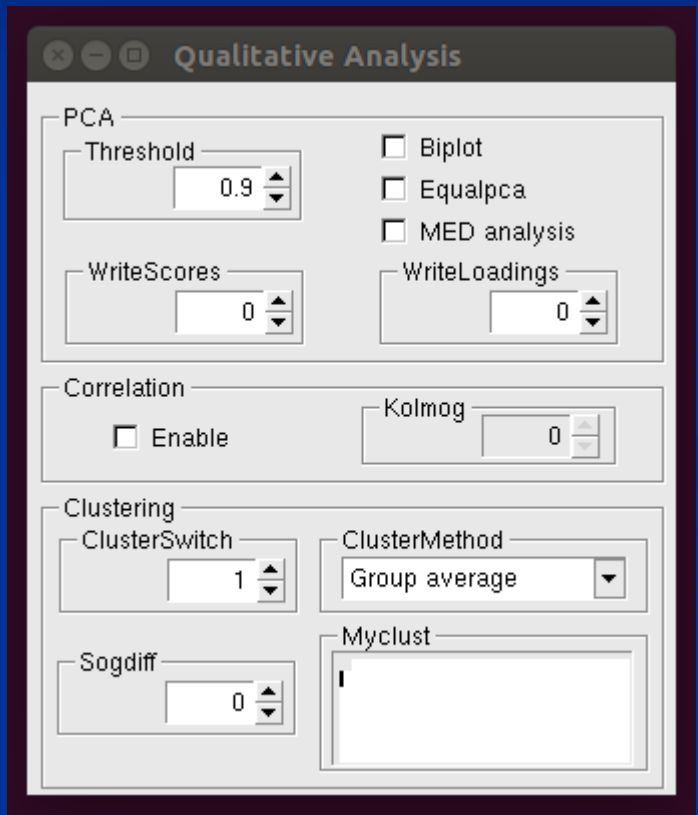 Qualitative Analysis
PCA
Threshold
0.9
Biplot
Equalpca
MED analysis
WriteScores
0
WriteLoadings
0
Correlation
Enable
Kolmog
0
Clustering
ClusterSwitch
1
ClusterMethod
Group average
Sogdiff
0
Myclust